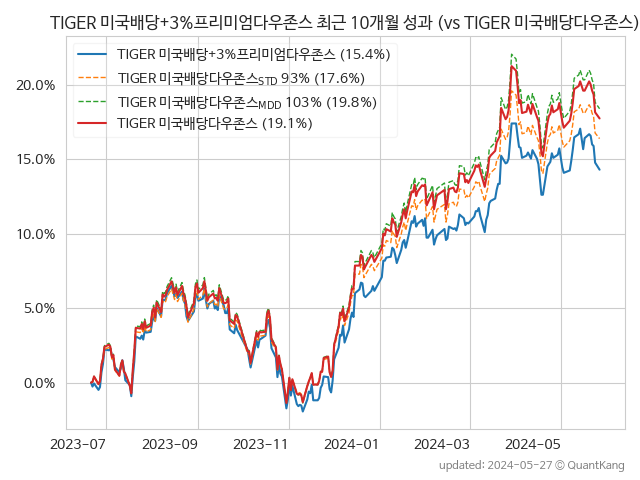 TIGER 미국배당+3%프리미엄다우존스 최근 10개월 성과 (vs TIGER 미국배당다우존스)
TIGER 미국배당+3%프리미엄다우존스 (15.4%)
TIGER 미국배당다우존스STD 93% (17.6%)
TIGER 미국배당다우존스MDD 103% (19.8%)
TIGER 미국배당다우존스 (19.1%)
20.0%
15.0%
10.0%
5.0%
0.0%
2023-07 2023-09 2023-11 2024-01 2024-03 2024-05
updated: 2024-05-27 ⓒ QuantKang